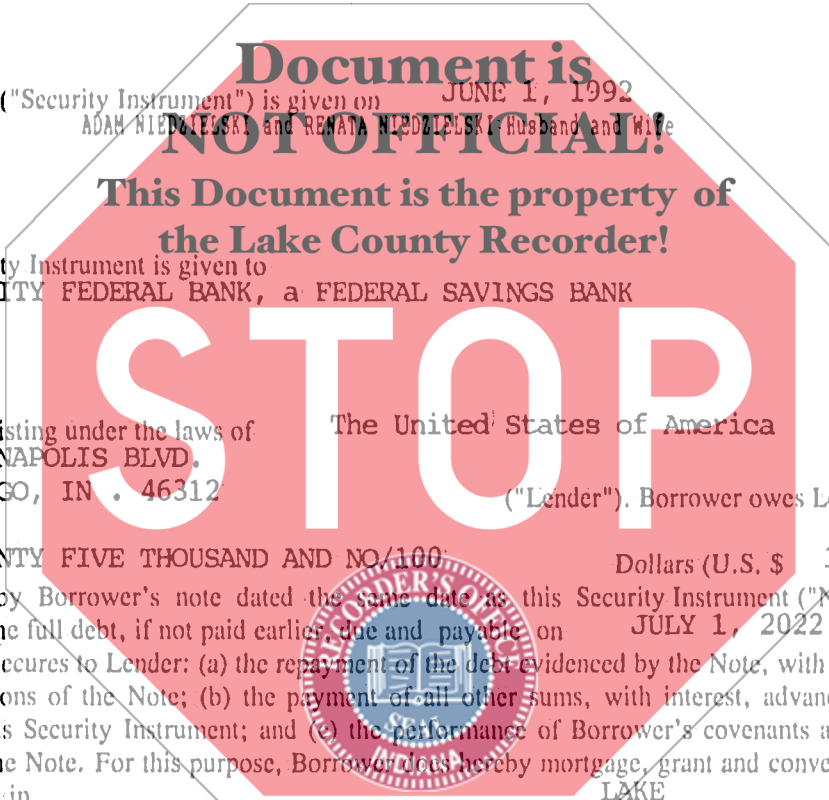 Document is
("Security Instrument") is given on JUNE 1, 1992
ADAM NIEDZIELSKI and RENATA NIEDZIELSKI Husband and Wife
NOT OFFICIAL!
This Document is the property of
the Lake County Recorder!
ty Instrument is given to
ITY FEDERAL BANK, a FEDERAL SAVINGS BANK
STOP
isting under the laws of The United States of America
NAPOLIS BLVD.
GO, IN . 46312
("Lender"). Borrower owes L
NTY FIVE THOUSAND AND NO/100 Dollars (U.S. $ 1
by Borrower's note dated the same date as this Security Instrument ("N
e full debt, if not paid earlier, due and payable on JULY 1, 2022
ecures to Lender: (a) the repayment of the debt evidenced by the Note, with
ons of the Note; (b) the payment of all other sums, with interest, advan
s Security Instrument; and (c) the performance of Borrower's covenants a
e Note. For this purpose, Borrower does hereby mortgage, grant and conve
in LAKE
RECORDER'S OFFICE
SEAL
INDIANA